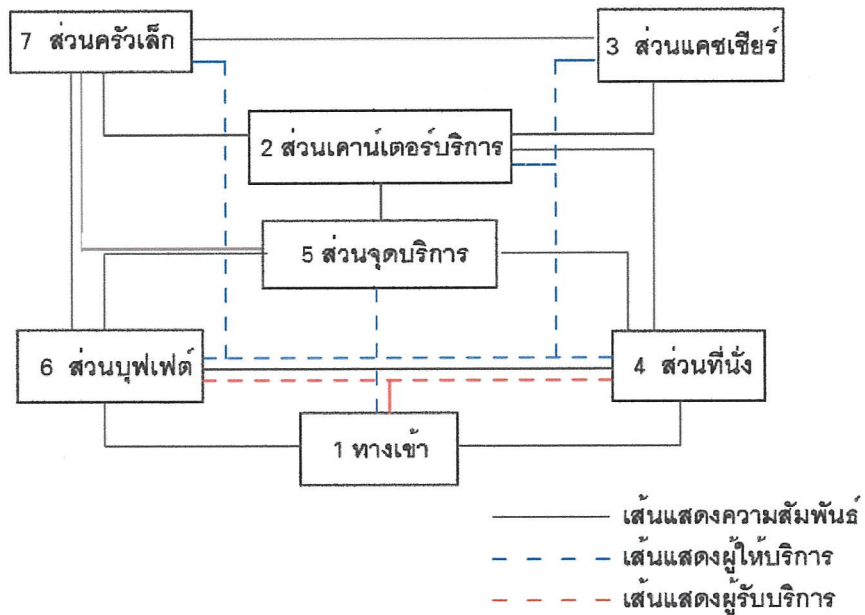 7 ส่วนครัวเล็ก
3 ส่วนแคชเชียร์
2 ส่วนเคาน์เตอร์บริการ
5 ส่วนจุดบริการ
6 ส่วนบุฟเฟต์
4 ส่วนที่นั่ง
1 ทางเข้า
เส้นแสดงความสัมพันธ์
เส้นแสดงผู้ให้บริการ
เส้นแสดงผู้รับบริการ